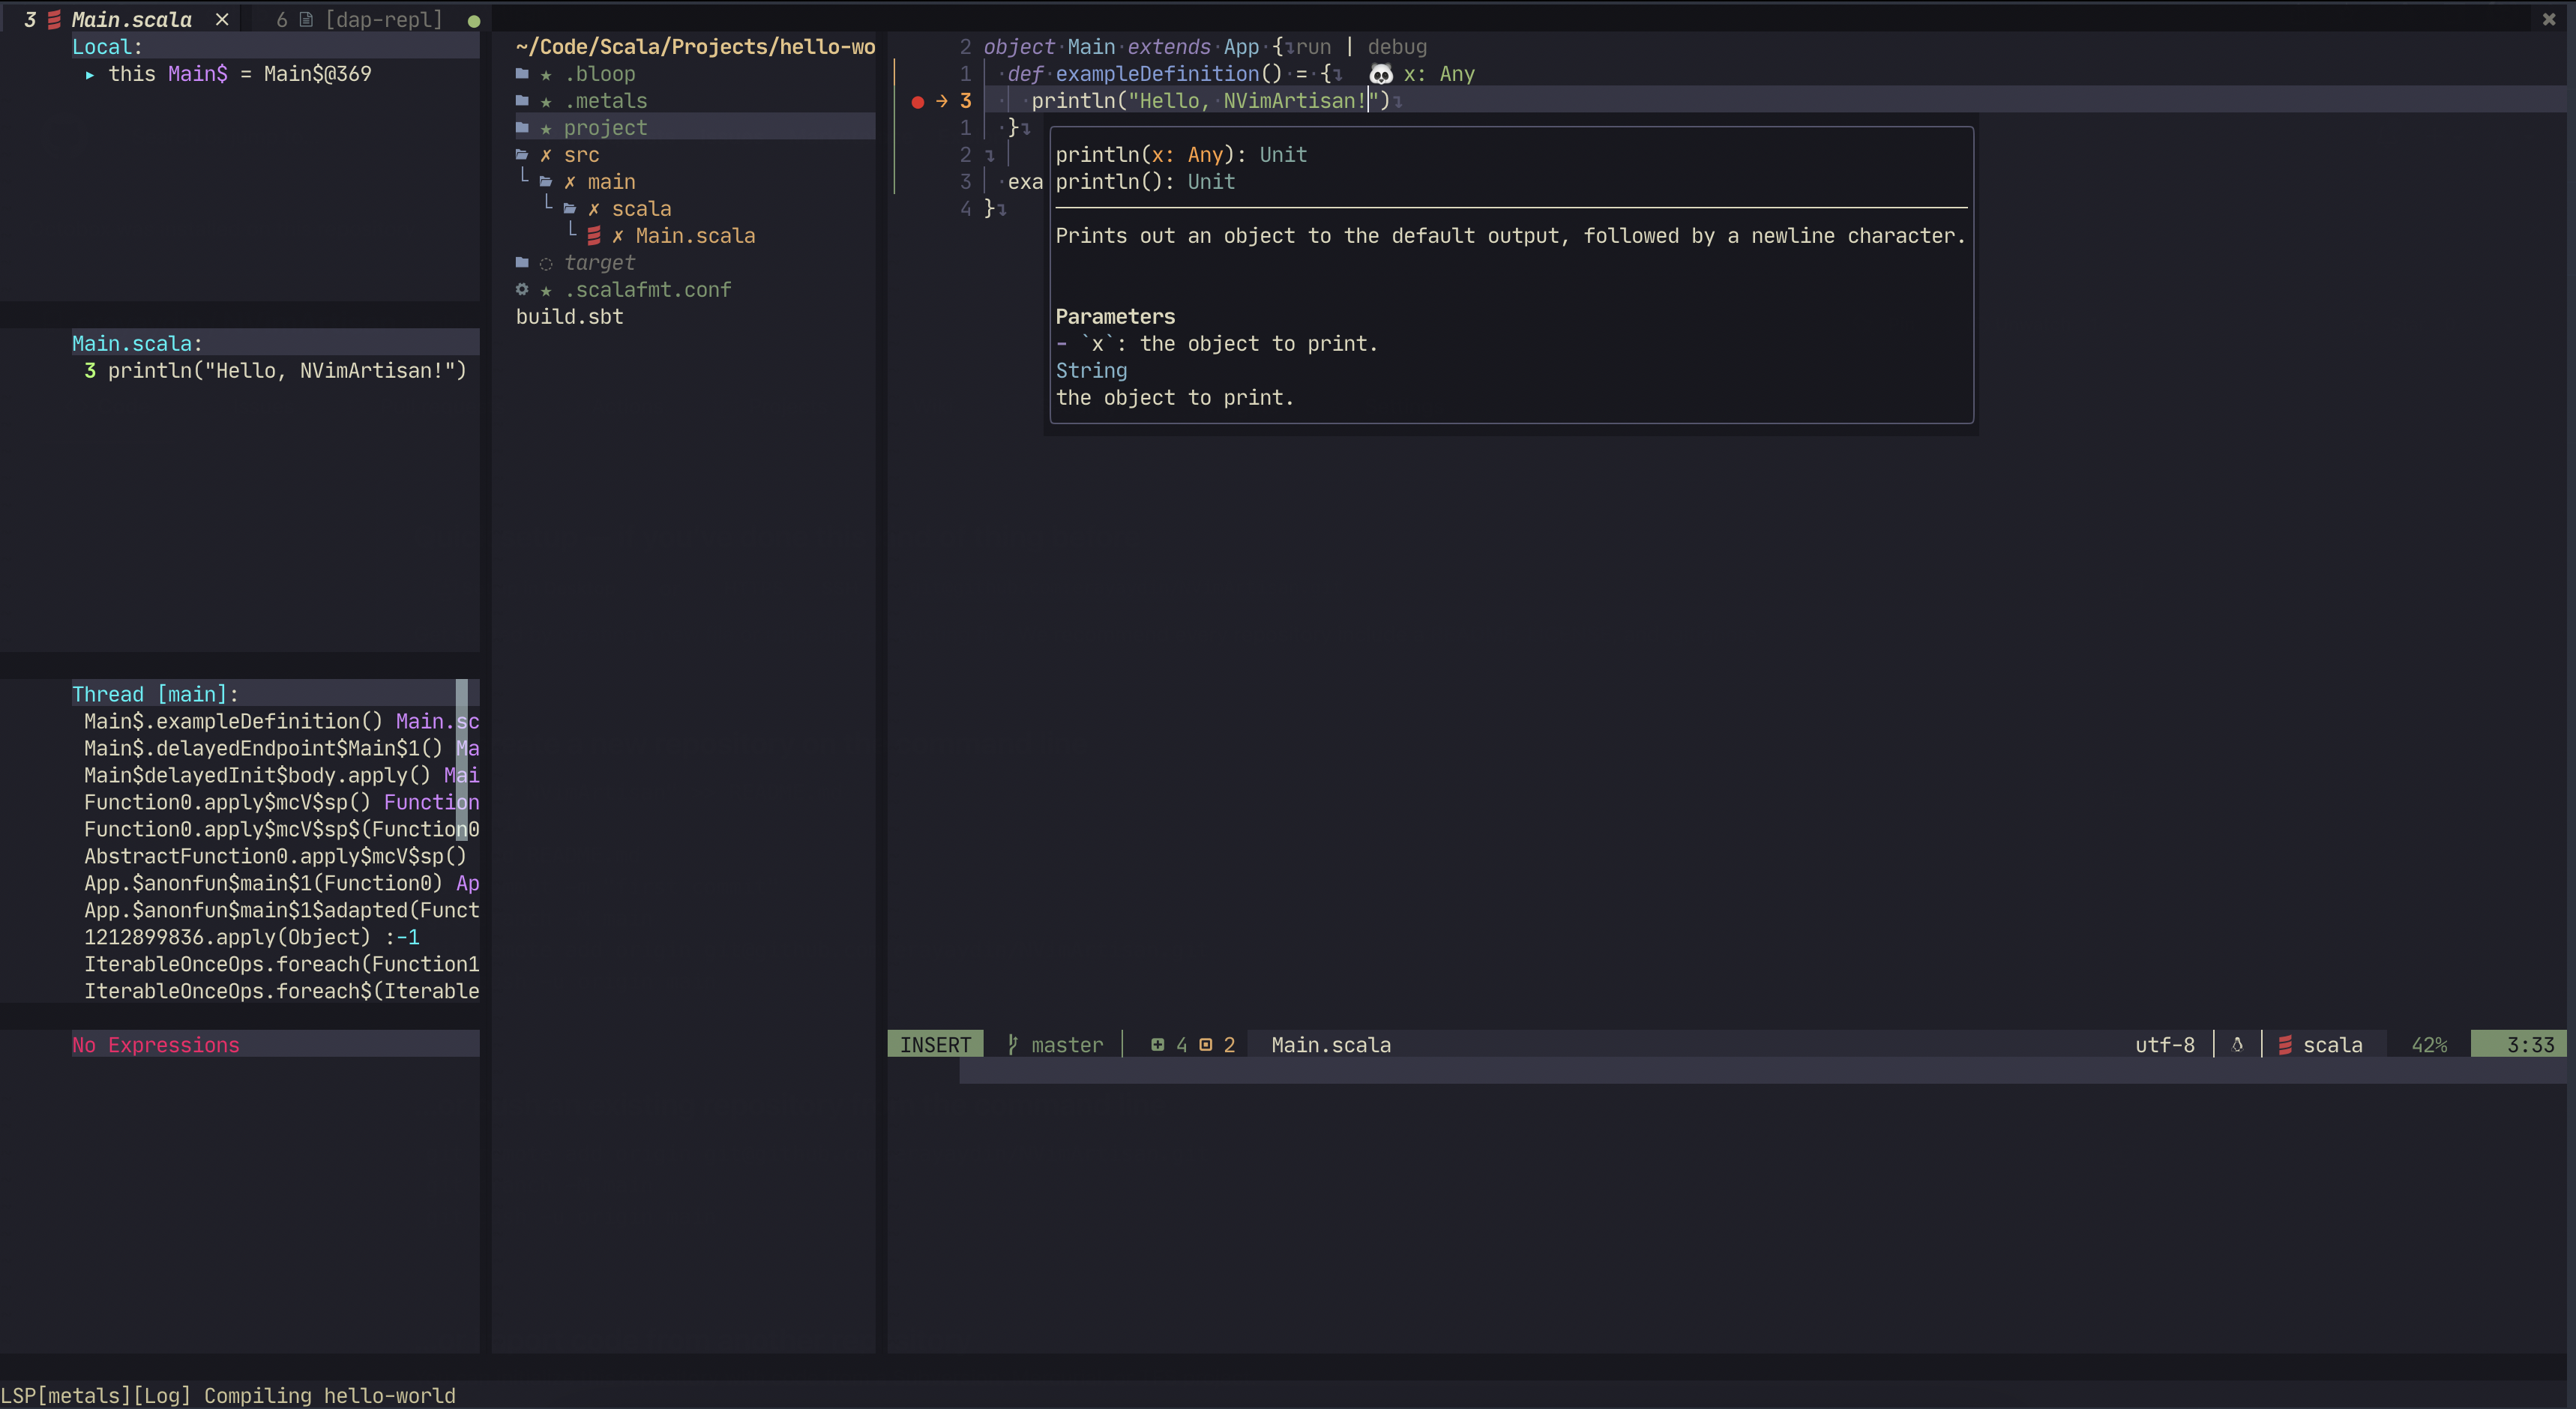 3 Main.scala × 6 [dap-repl]
Local:
▸ this Main$ = Main$@369
Main.scala:
3 println("Hello, NVimArtisan!")
Thread [main]:
Main$.exampleDefinition() Main.sc
Main$.delayedEndpoint$Main$1() Ma
Main$delayedInit$body.apply() Mai
Function0.apply$mcV$sp() Function
Function0.apply$mcV$sp$(Function0
AbstractFunction0.apply$mcV$sp()
App.$anonfun$main$1(Function0) Ap
App.$anonfun$main$1$adapted(Funct
1212899836.apply(Object) :-1
IterableOnceOps.foreach(Function1
IterableOnceOps.foreach$(Iterable
No Expressions
~/Code/Scala/Projects/hello-wo
★ .bloop
★ .metals
★ project
✗ src
✗ main
✗ scala
✗ Main.scala
target
★ .scalafmt.conf
build.sbt
2 object Main extends App {run | debug
1 def exampleDefinition() = { 🐼 x: Any
3 println("Hello, NVimArtisan!")
1 }
2
3 exa
4 }
println(x: Any): Unit
println(): Unit
Prints out an object to the default output, followed by a newline character.
Parameters
- `x`: the object to print.
String
the object to print.
INSERT master 4 2 Main.scala utf-8 scala 42% 3:33
LSP[metals][Log] Compiling hello-world